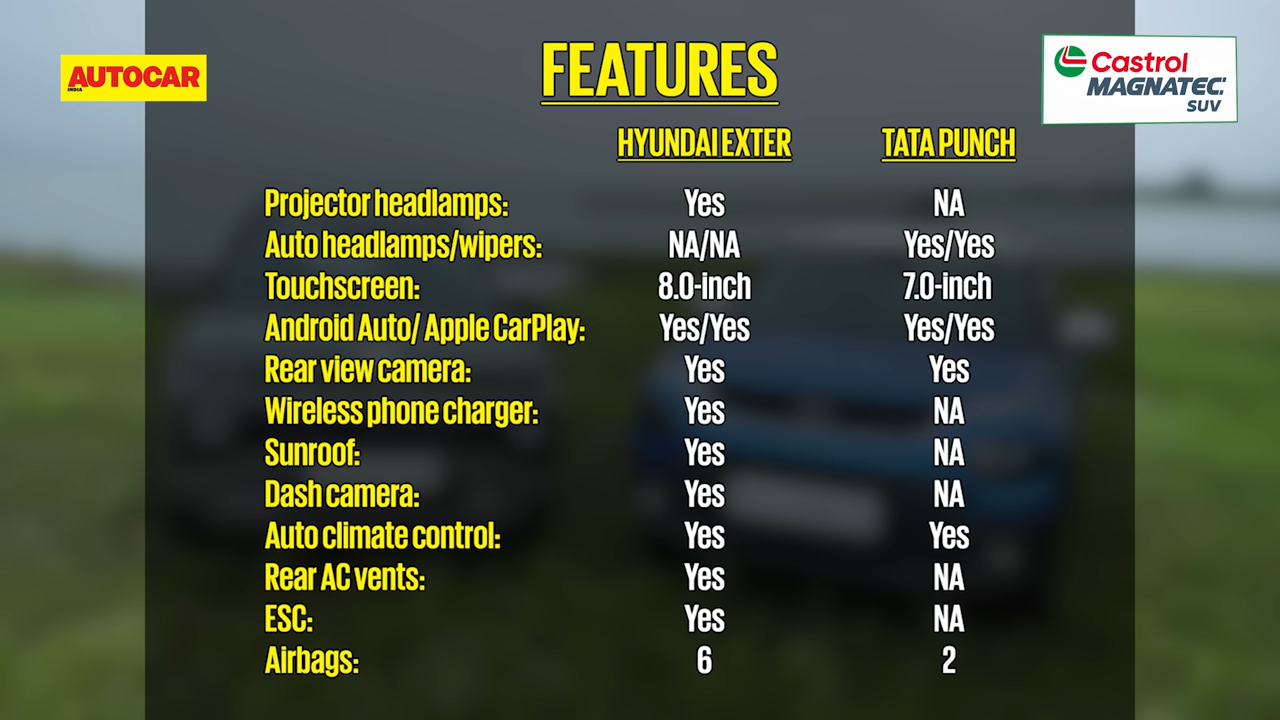 AUTOCAR
INDIA
Castrol
MAGNATEC
SUV
FEATURES
HYUNDAI EXTER TATA PUNCH
Projector headlamps: Yes NA
Auto headlamps/wipers: NA/NA Yes/Yes
Touchscreen: 8.0-inch 7.0-inch
Android Auto/ Apple CarPlay: Yes/Yes Yes/Yes
Rear view camera: Yes Yes
Wireless phone charger: Yes NA
Sunroof: Yes NA
Dash camera: Yes NA
Auto climate control: Yes Yes
Rear AC vents: Yes NA
ESC: Yes NA
Airbags: 6 2